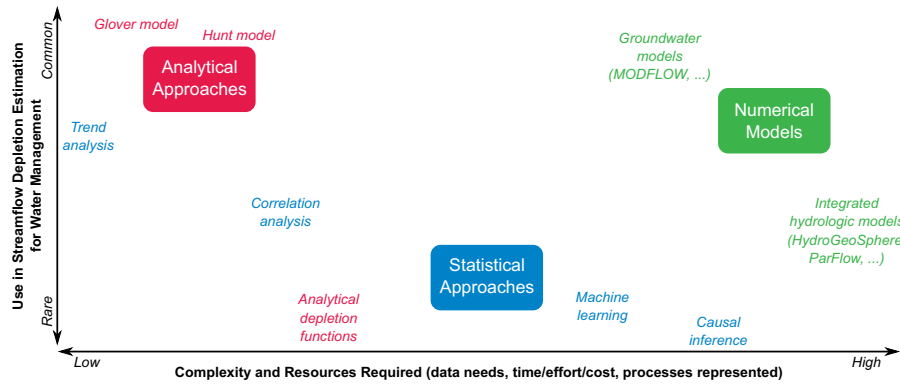 Use in Streamflow Depletion Estimation
for Water Management
Common
Rare
Glover model
Hunt model
Analytical
Approaches
Trend
analysis
Correlation
analysis
Analytical
depletion
functions
Statistical
Approaches
Machine
learning
Causal
inference
Groundwater
models
(MODFLOW, ...)
Numerical
Models
Integrated
hydrologic models
(HydroGeoSphere,
ParFlow, ...)
Low
High
Complexity and Resources Required (data needs, time/effort/cost, processes represented)